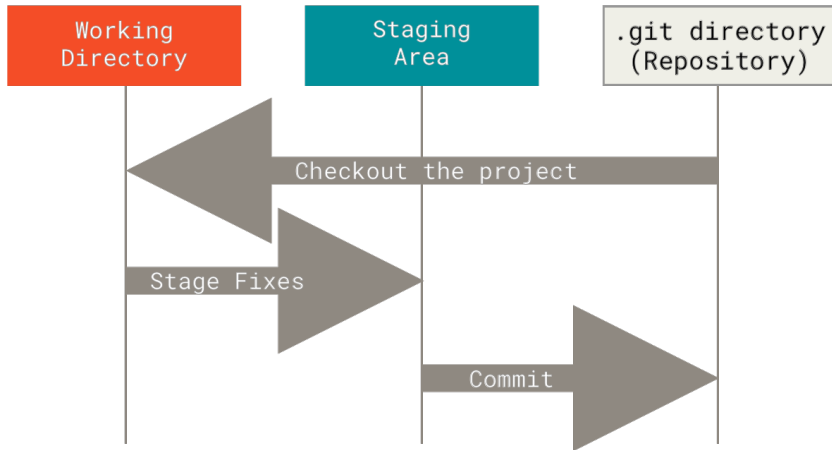 Working
Directory
Staging
Area
.git directory
(Repository)
Checkout the project
Stage Fixes
Commit